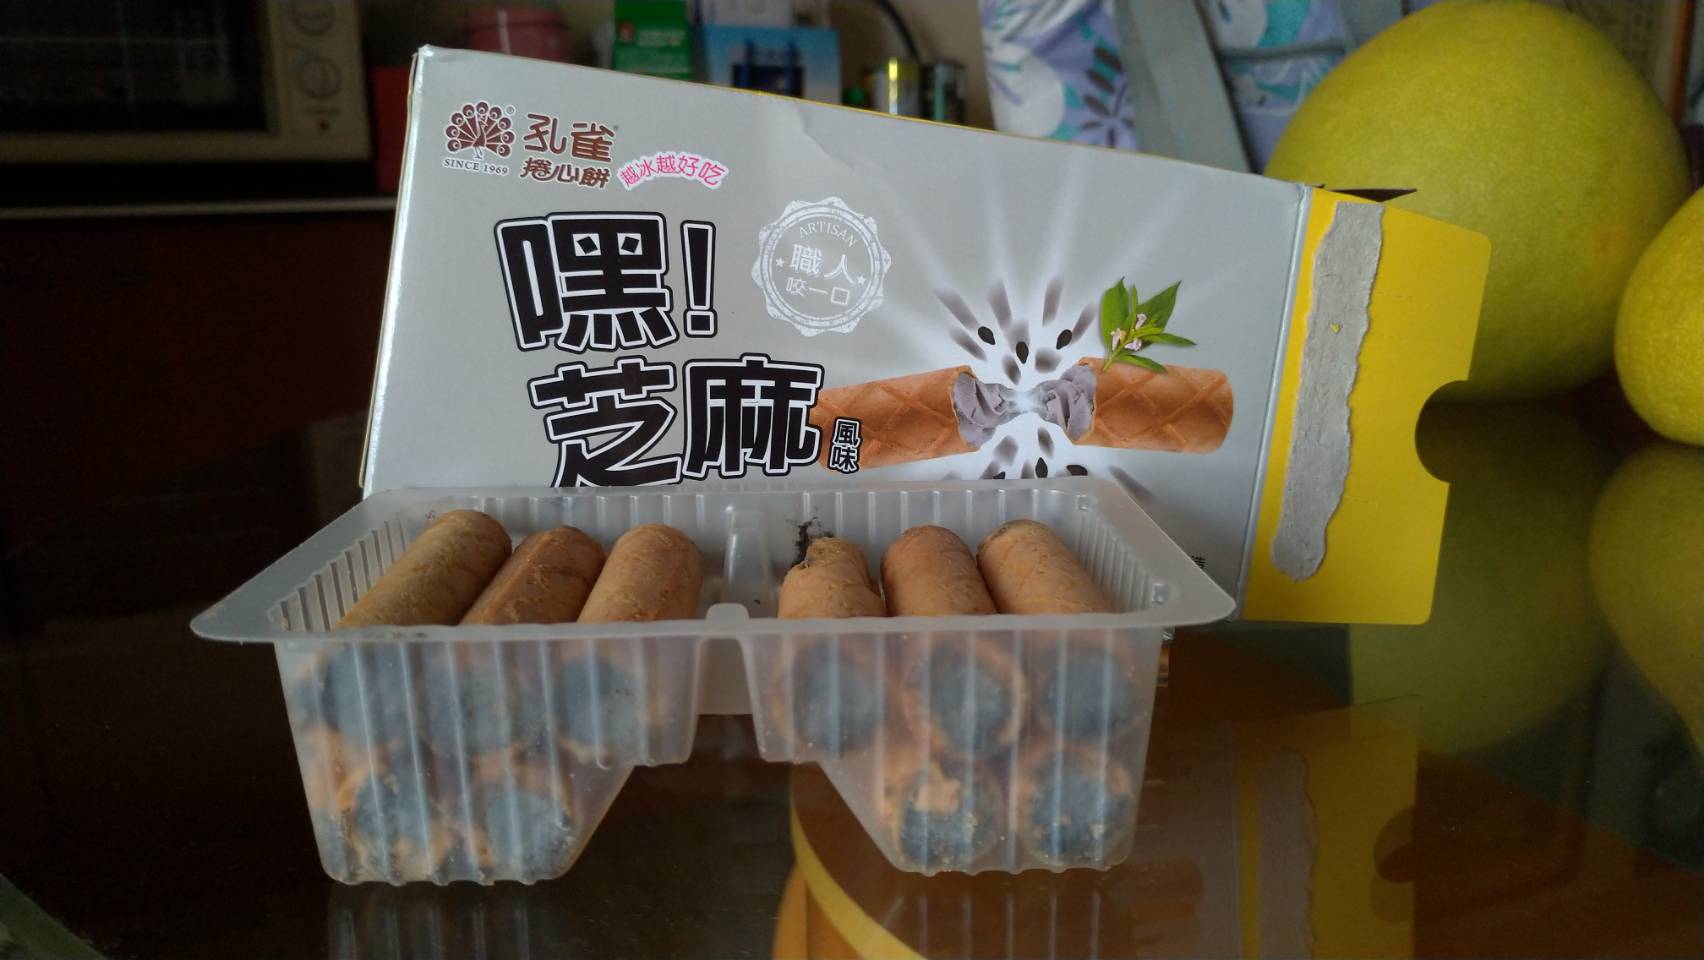 孔雀
SINCE 1969
捲心餅
越冰越好吃
嘿!
芝麻
風味
ARTISAN
職人
咬一口